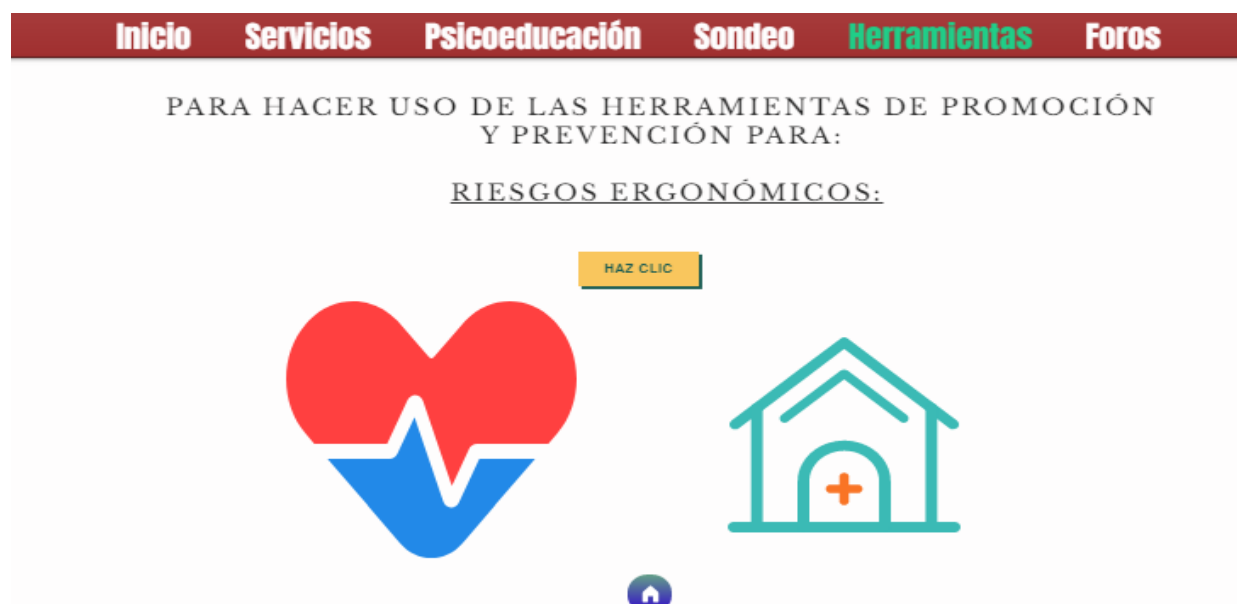 Inicio Servicios Psicoeducación Sondeo Herramientas Foros
PARA HACER USO DE LAS HERRAMIENTAS DE PROMOCIÓN
Y PREVENCIÓN PARA:
RIESGOS ERGONÓMICOS:
HAZ CLIC